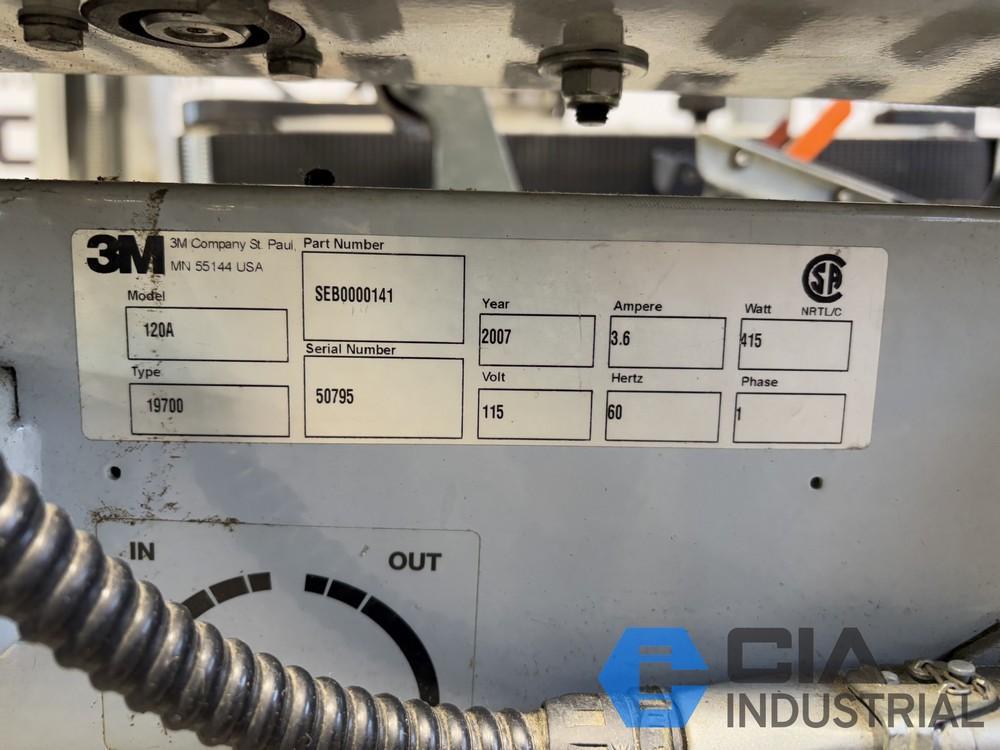 3M
3M Company St. Paul,
MN 55144 USA
Part Number
SEB0000141
Model
120A
Serial Number
50795
Type
19700
Year
2007
Ampere
3.6
Watt
415
Volt
115
Hertz
60
Phase
1
SA
NRTL/C
IN
OUT
CIA
INDUSTRIAL